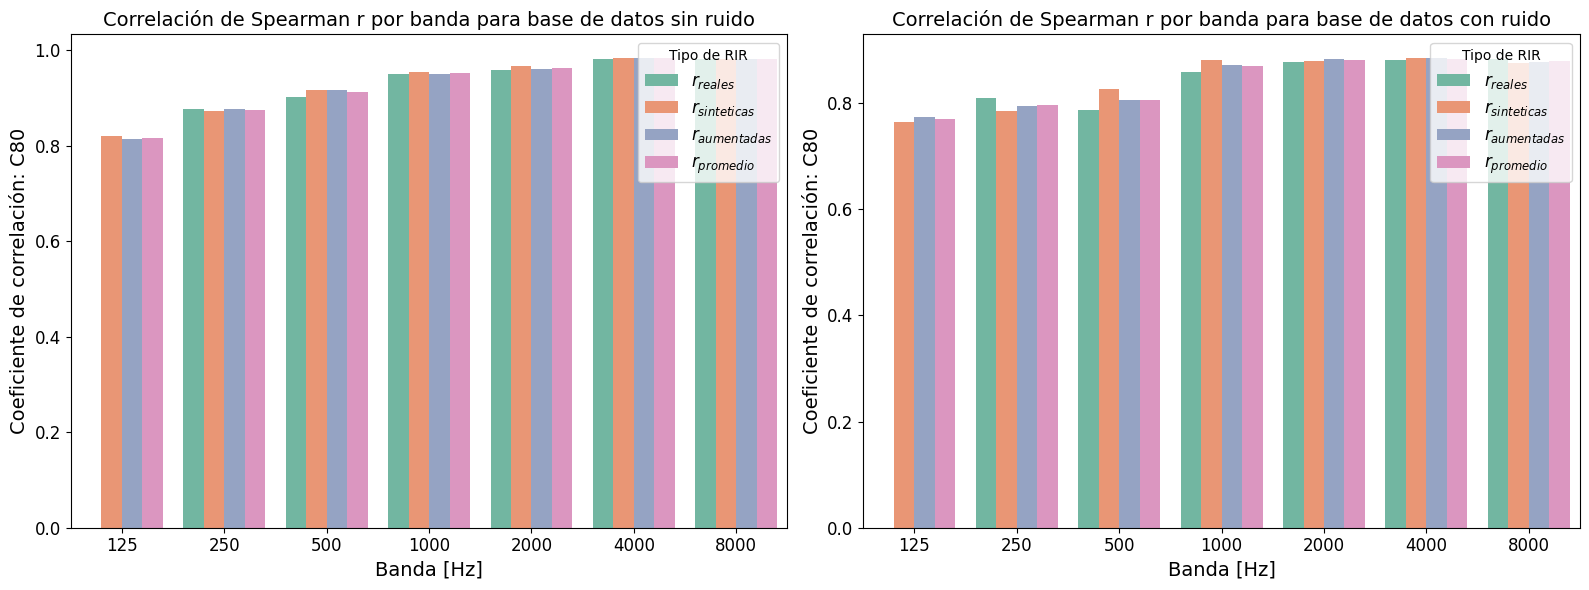 Correlación de Spearman r por banda para base de datos sin ruido
Coeficiente de correlación: C80
1.0
0.8
0.6
0.4
0.2
0.0
Tipo de RIR
r_reales
r_sinteticas
r_aumentadas
r_promedio
125 250 500 1000 2000 4000 8000
Banda [Hz]
Correlación de Spearman r por banda para base de datos con ruido
Coeficiente de correlación: C80
0.8
0.6
0.4
0.2
0.0
Tipo de RIR
r_reales
r_sinteticas
r_aumentadas
r_promedio
125 250 500 1000 2000 4000 8000
Banda [Hz]